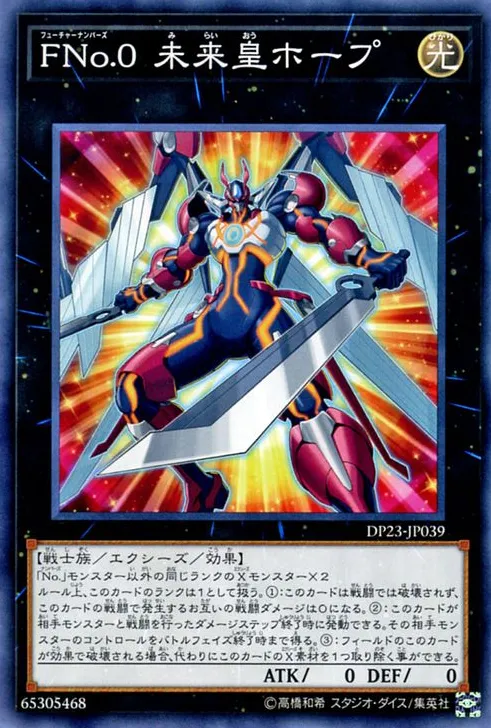 フューチャーナンバーズ み らい おう
FNo.0 未来皇ホープ
ひかり
光
DP23-JP039
【戦士族／エクシーズ／効果】
「No.」モンスター以外の同じランクのＸモンスター×２
ルール上、このカードのランクは１として扱う。①：このカードは戦闘では破壊されず、
このカードの戦闘で発生するお互いの戦闘ダメージは０になる。②：このカードが
相手モンスターと戦闘を行ったダメージステップ終了時に発動できる。その相手モン
スターのコントロールをバトルフェイズ終了時まで得る。③：フィールドのこのカード
が効果で破壊される場合、代わりにこのカードのＸ素材を１つ取り除く事ができる。
ATK/ 0 DEF/ 0
65305468 ©高橋和希 スタジオ・ダイス/集英社